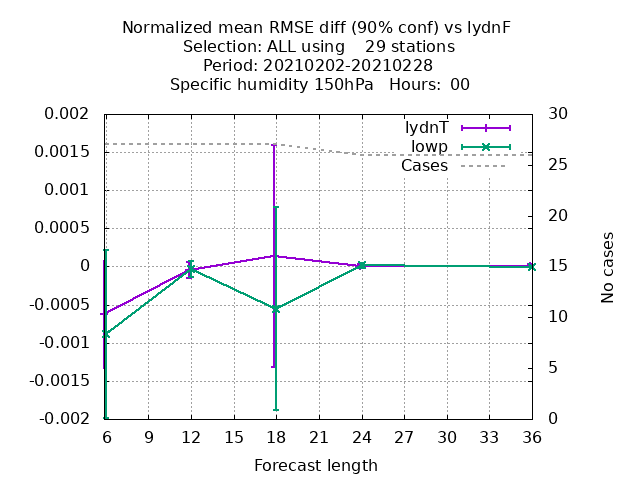 Normalized mean RMSE diff (90% conf) vs IydnF
Selection: ALL using    29 stations
Period: 20210202-20210228
Specific humidity 150hPa   Hours:  00
0.002
0.0015
0.001
0.0005
0
-0.0005
-0.001
-0.0015
-0.002
30
25
20
15
10
5
0
IydnT
lowp
Cases
No cases
6 9 12 15 18 21 24 27 30 33 36
Forecast length